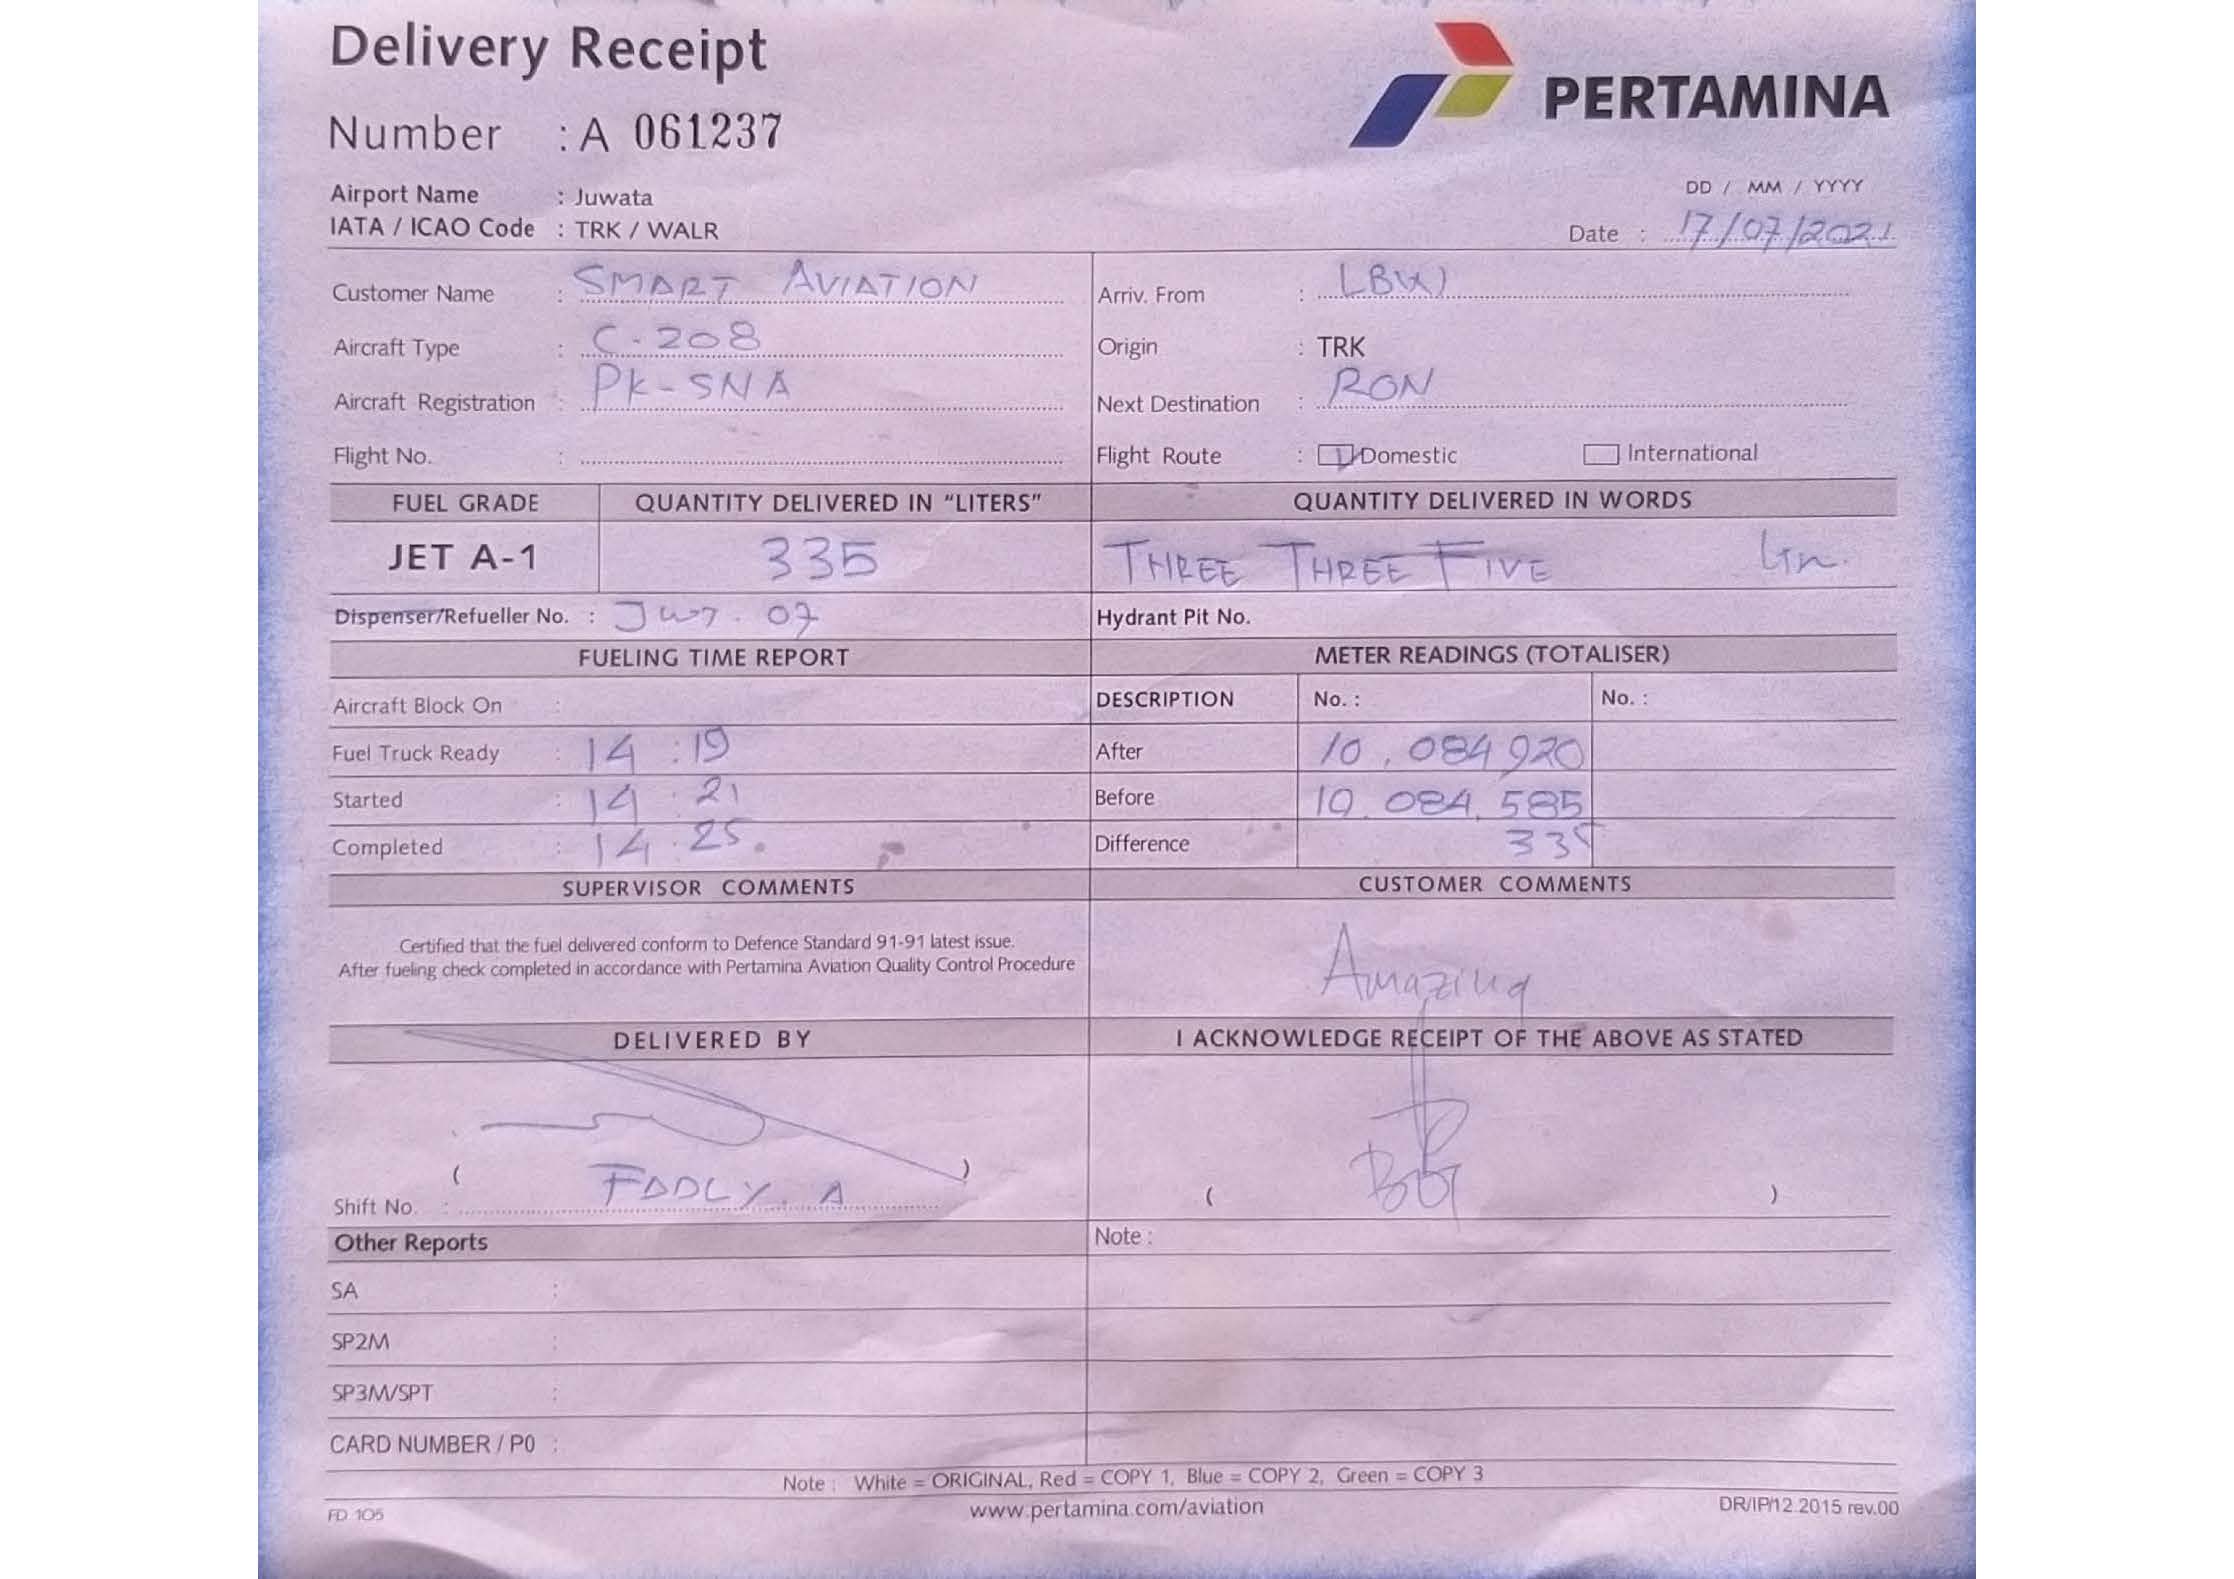 Delivery Receipt
PERTAMINA
Number : A 061237
Airport Name : Juwata
IATA / ICAO Code : TRK / WALR
DD / MM / YYYY
Date : 17/07/2021
Customer Name : SMART AVIATION
Arriv. From : LBW
Aircraft Type : C-208
Origin : TRK
Aircraft Registration : PK-SNA
Next Destination : RON
Flight No. :
Flight Route : Domestic International
FUEL GRADE QUANTITY DELIVERED IN "LITERS" QUANTITY DELIVERED IN WORDS
JET A-1 335 THREE THREE FIVE
Dispenser/Refueller No. : JWT. 07
Hydrant Pit No.
FUELING TIME REPORT METER READINGS (TOTALISER)
Aircraft Block On :
DESCRIPTION No. : No. :
Fuel Truck Ready : 14 : 19
After 10.084920
Started : 14 : 21
Before 10.084.585
Completed : 14 . 25.
Difference 335
SUPERVISOR COMMENTS CUSTOMER COMMENTS
Certified that the fuel delivered conform to Defence Standard 91-91 latest issue.
After fueling check completed in accordance with Pertamina Aviation Quality Control Procedure
Amazing
DELIVERED BY I ACKNOWLEDGE RECEIPT OF THE ABOVE AS STATED
( FADLY. A )
( )
Shift No. :
Other Reports
Note :
SA :
SP2M :
SP3M/SPT :
CARD NUMBER / P0 :
Note : White = ORIGINAL, Red = COPY 1, Blue = COPY 2, Green = COPY 3
www.pertamina.com/aviation
FD 105
DR/IP/12.2015 rev.00